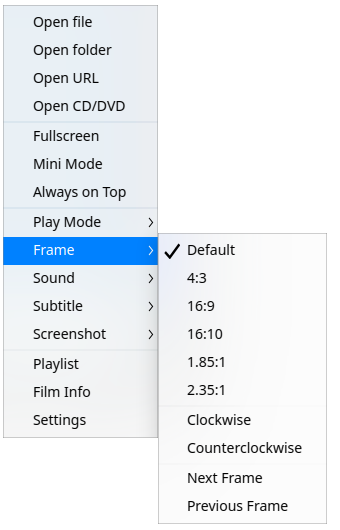 Open file
Open folder
Open URL
Open CD/DVD
Fullscreen
Mini Mode
Always on Top
Play Mode
Frame
Sound
Subtitle
Screenshot
Playlist
Film Info
Settings
Default
4:3
16:9
16:10
1.85:1
2.35:1
Clockwise
Counterclockwise
Next Frame
Previous Frame